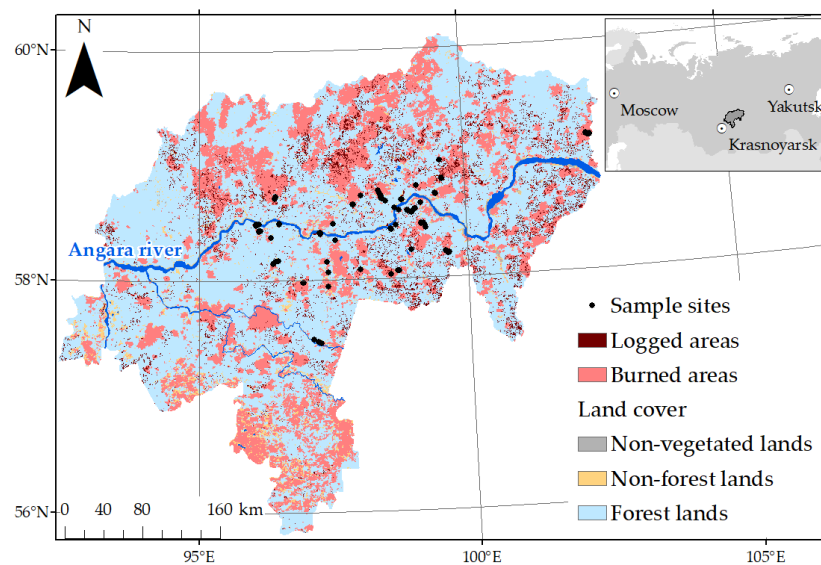 N
60°N
58°N
56°N
95°E
100°E
105°E
Moscow
Yakutsk
Krasnoyarsk
Angara river
Sample sites
Logged areas
Burned areas
Land cover
Non-vegetated lands
Non-forest lands
Forest lands
0 40 80 160 km